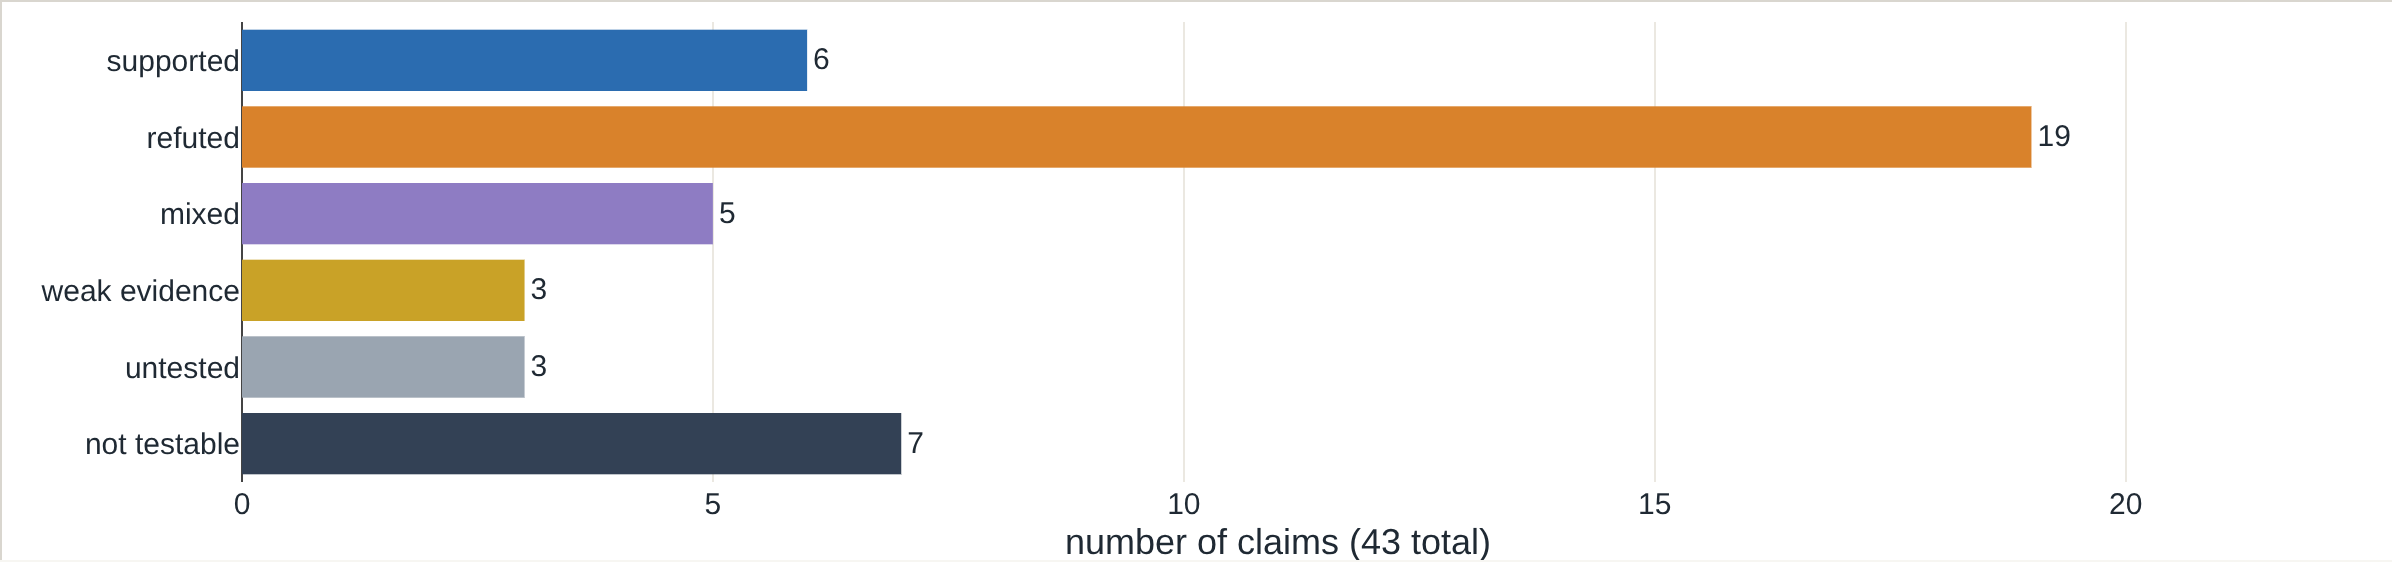 supported 6
refuted 19
mixed 5
weak evidence 3
untested 3
not testable 7
0 5 10 15 20
number of claims (43 total)